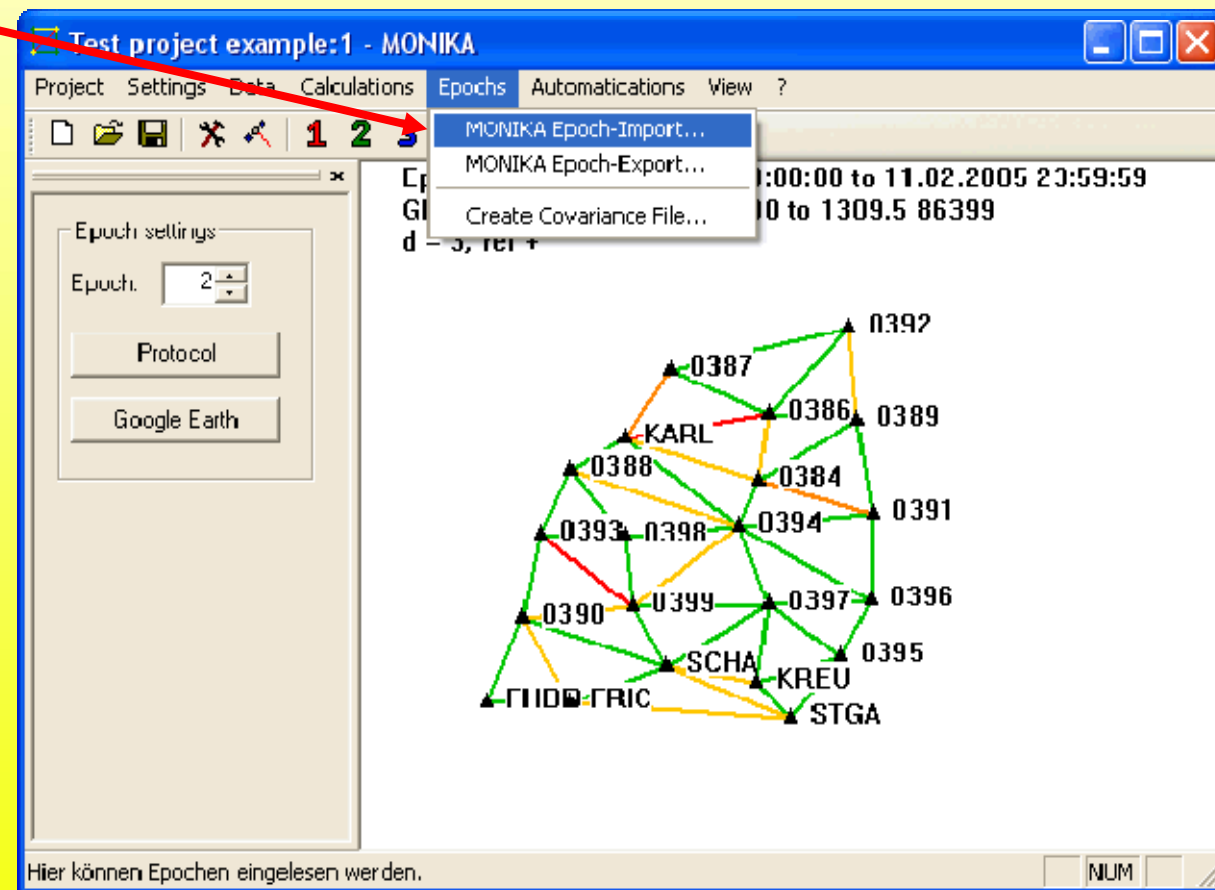 Test project example:1 - MONIKA
Project Settings Data Calculations Epochs Automatications View ?
1 2 3
MONIKA Epoch-Import...
MONIKA Epoch-Export...
Create Covariance File...
:00:00 to 11.02.2005 23:59:59
to 1309.5 86399
Epoch settings
Epoch: 2
Protocol
Google Earth
0392
0387
0386
0389
KARL
0388
0384
0391
0394
0393
0398
0399
0397
0396
0390
0395
SCHA
KREU
STGA
Hier können Epochen eingelesen werden.
NUM